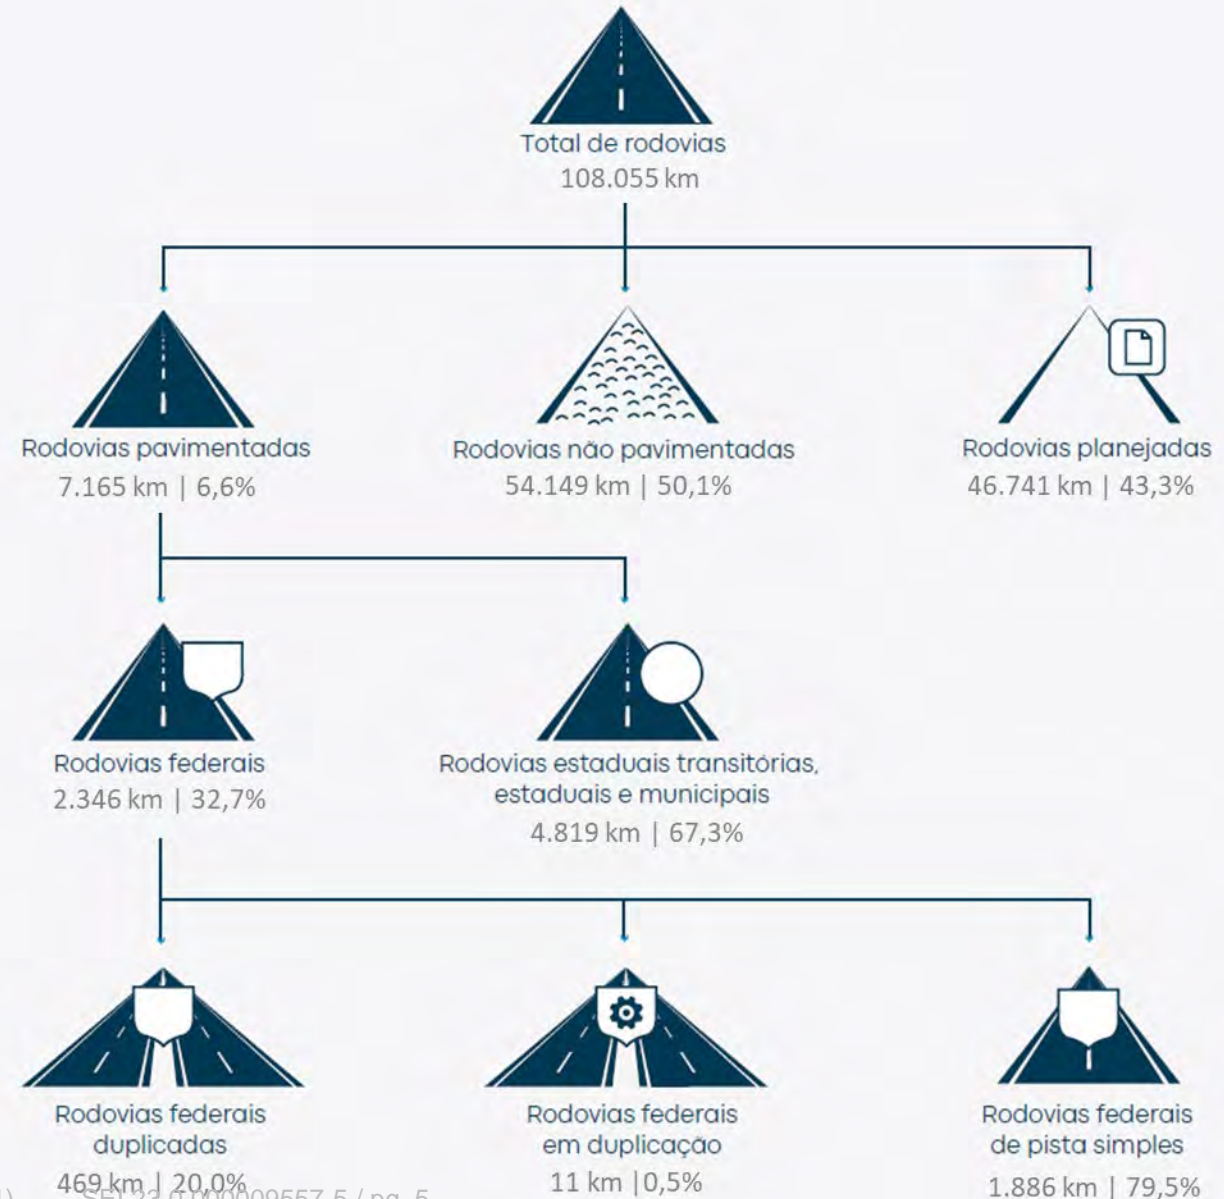 Total de rodovias
108.055 km
Rodovias pavimentadas
7.165 km | 6,6%
Rodovias não pavimentadas
54.149 km | 50,1%
Rodovias planejadas
46.741 km | 43,3%
Rodovias federais
2.346 km | 32,7%
Rodovias estaduais transitórias,
estaduais e municipais
4.819 km | 67,3%
Rodovias federais
duplicadas
469 km | 20,0%
Rodovias federais
em duplicação
11 km |0,5%
Rodovias federais
de pista simples
1.886 km | 79,5%